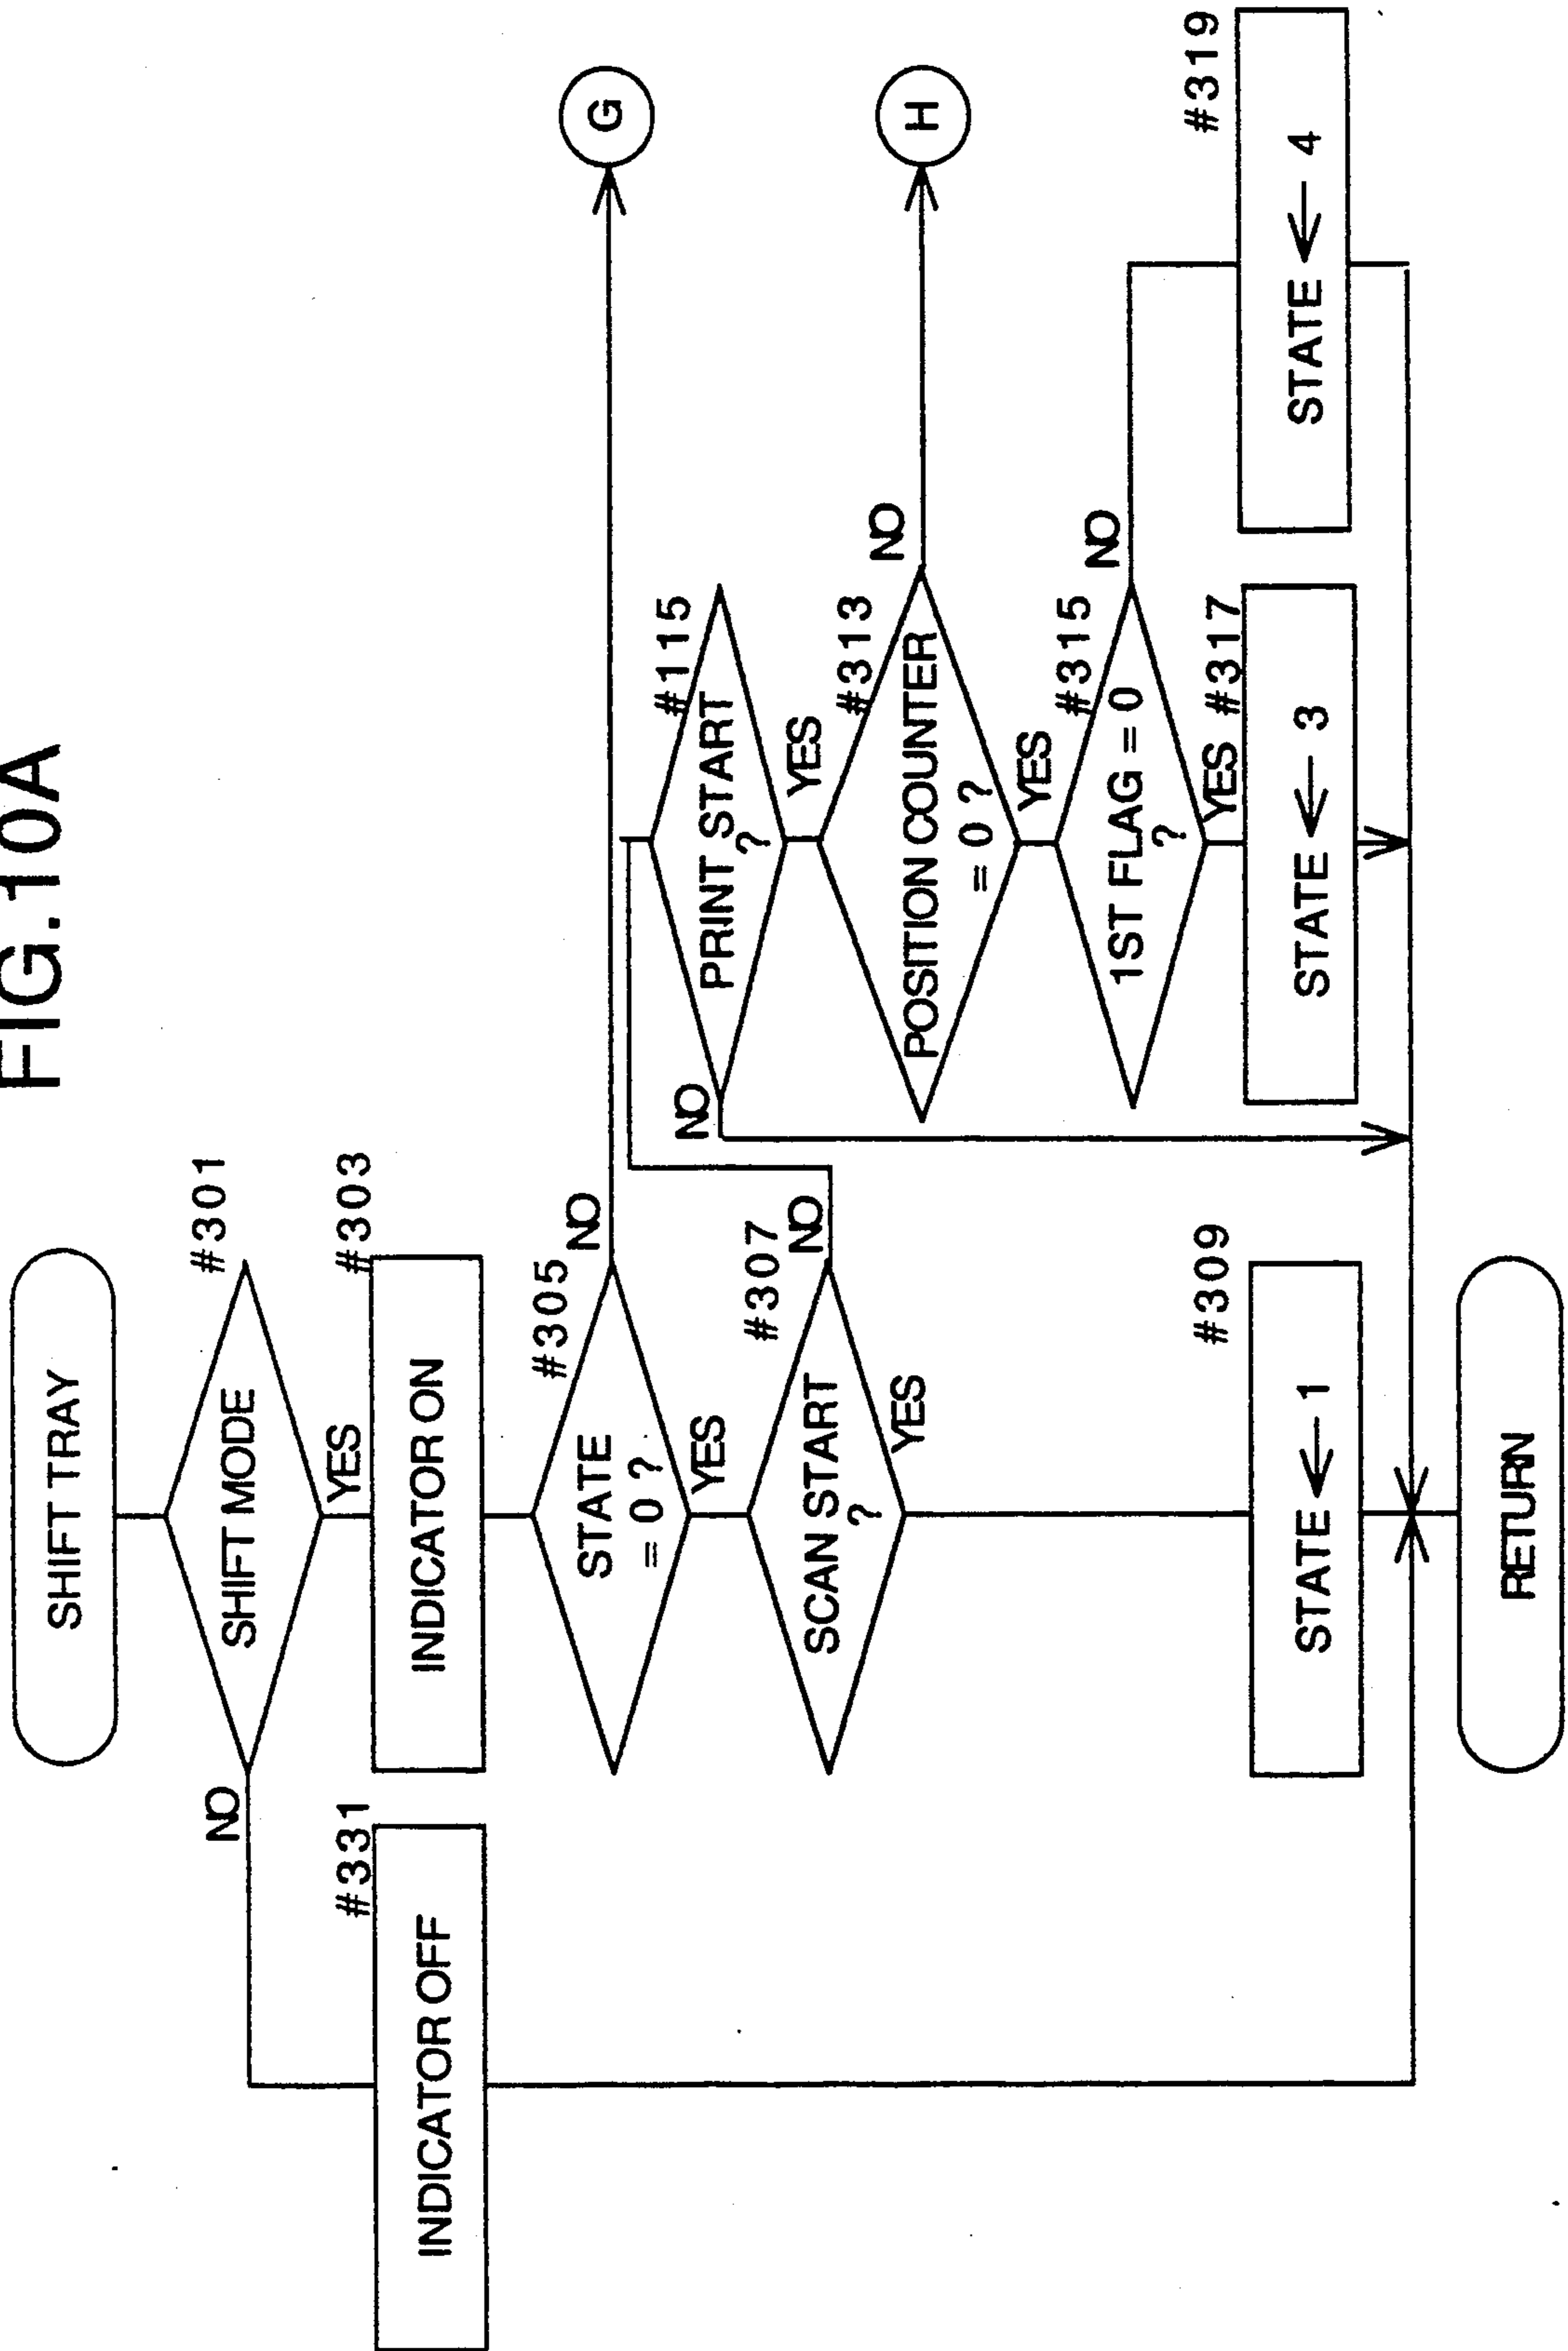 FIG.10A
SHIFT TRAY
#301
SHIFT MODE
NO
YES
#331
INDICATOR OFF
#303
INDICATOR ON
#305
STATE
= 0 ?
NO
YES
G
#307
SCAN START
?
NO
YES
#115
PRINT START
?
NO
YES
#313
POSITION COUNTER
= 0 ?
NO
YES
H
#315
1ST FLAG = 0
?
NO
YES #317
#309
STATE ← 1
STATE ← 3
#319
STATE ← 4
RETURN